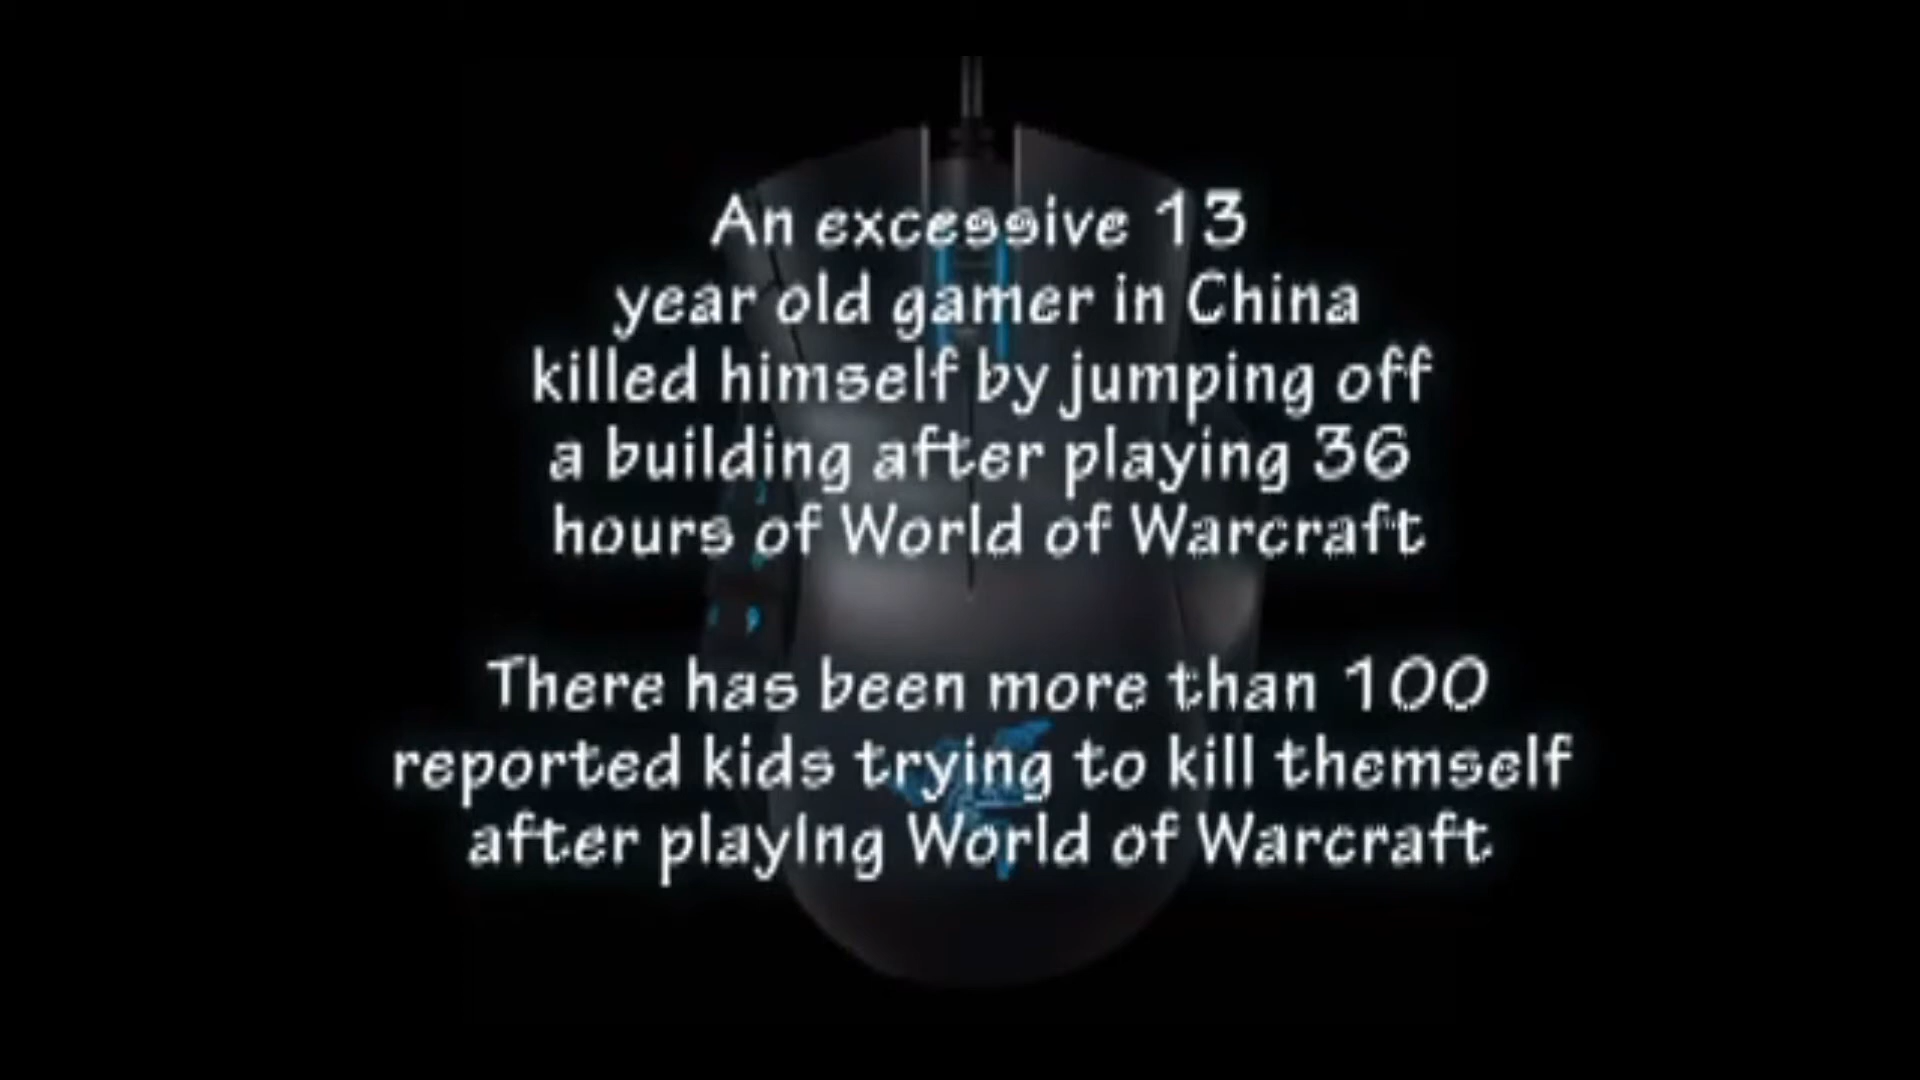 An excessive 13
year old gamer in China
killed himself by jumping off
a building after playing 36
hours of World of Warcraft
There has been more than 100
reported kids trying to kill themself
after playing World of Warcraft